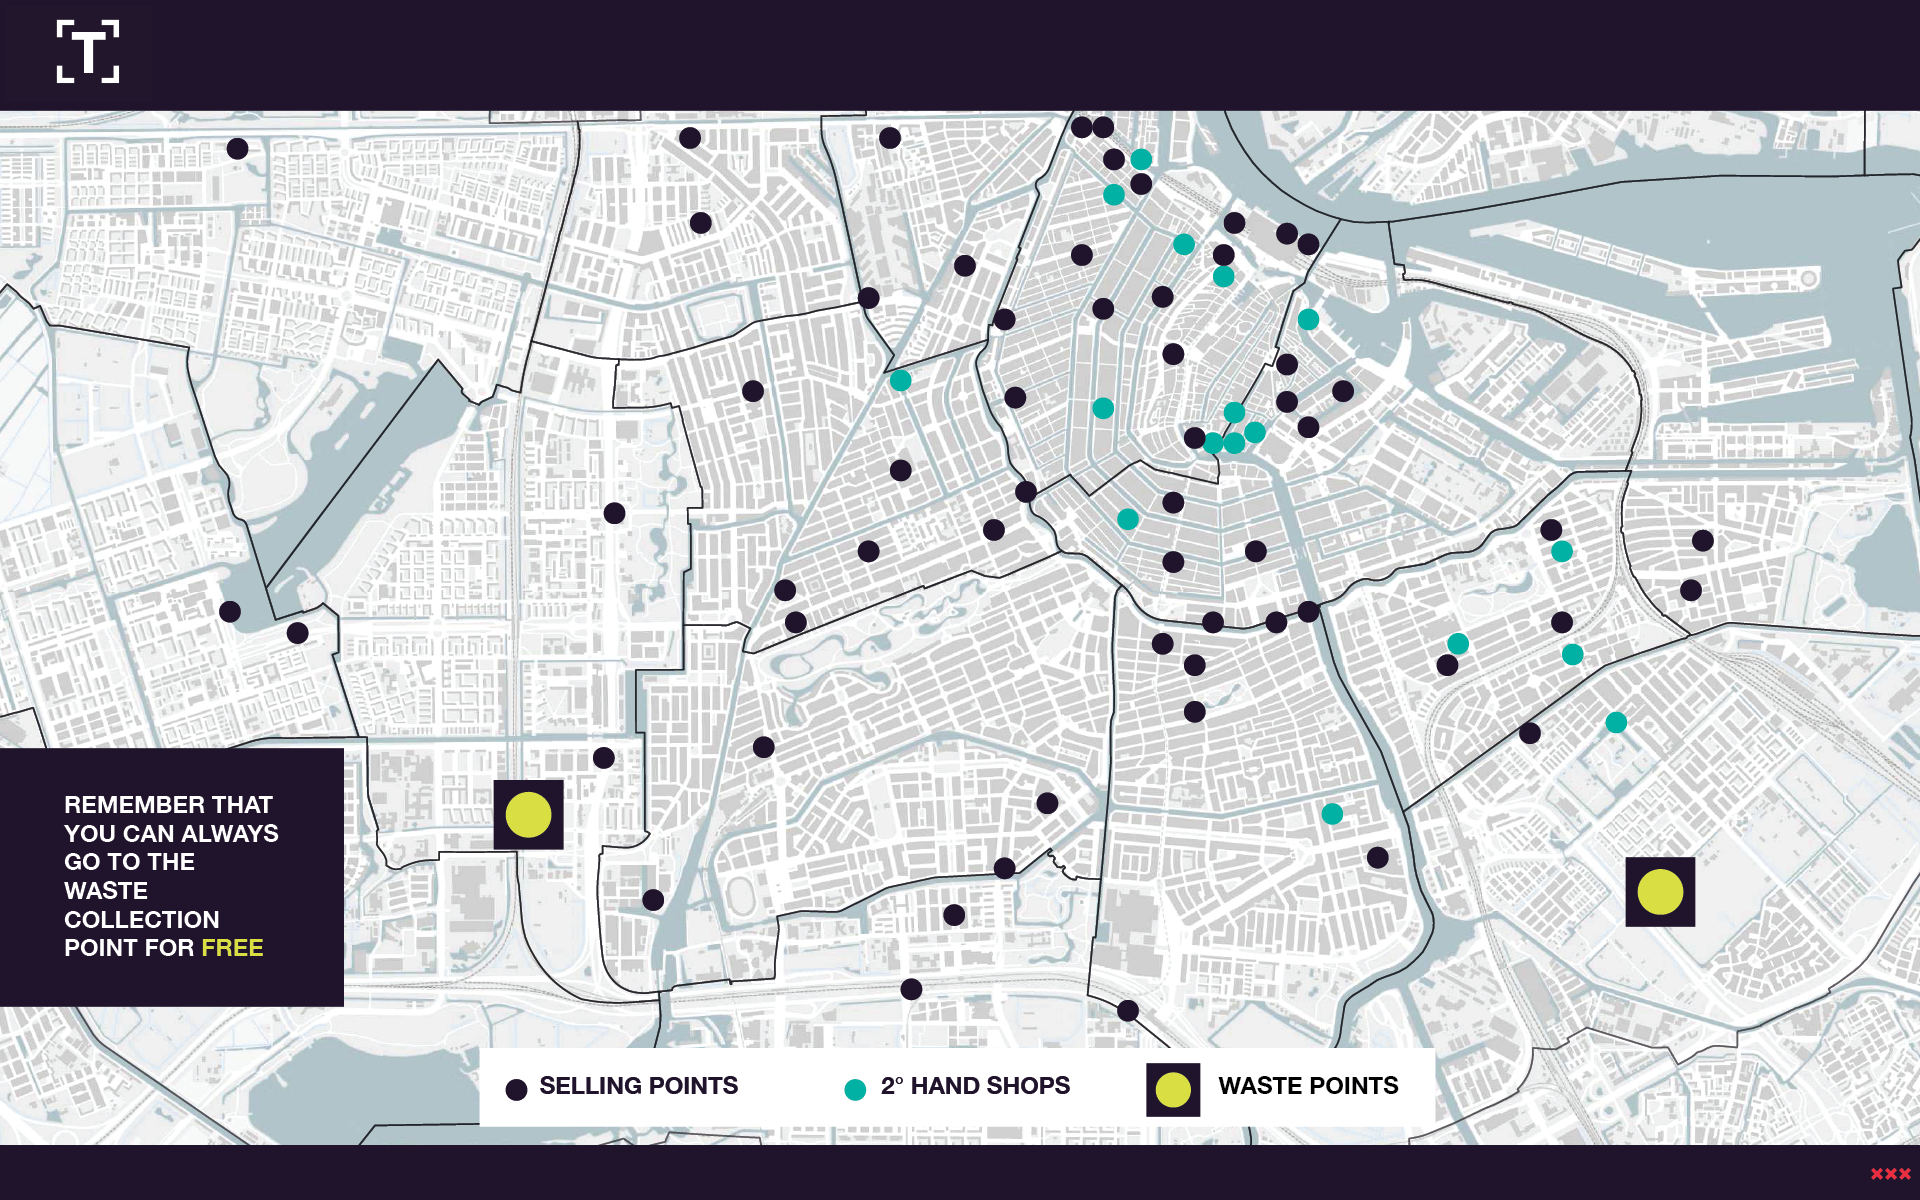 T
REMEMBER THAT
YOU CAN ALWAYS
GO TO THE
WASTE
COLLECTION
POINT FOR FREE
SELLING POINTS
2° HAND SHOPS
WASTE POINTS
xxx